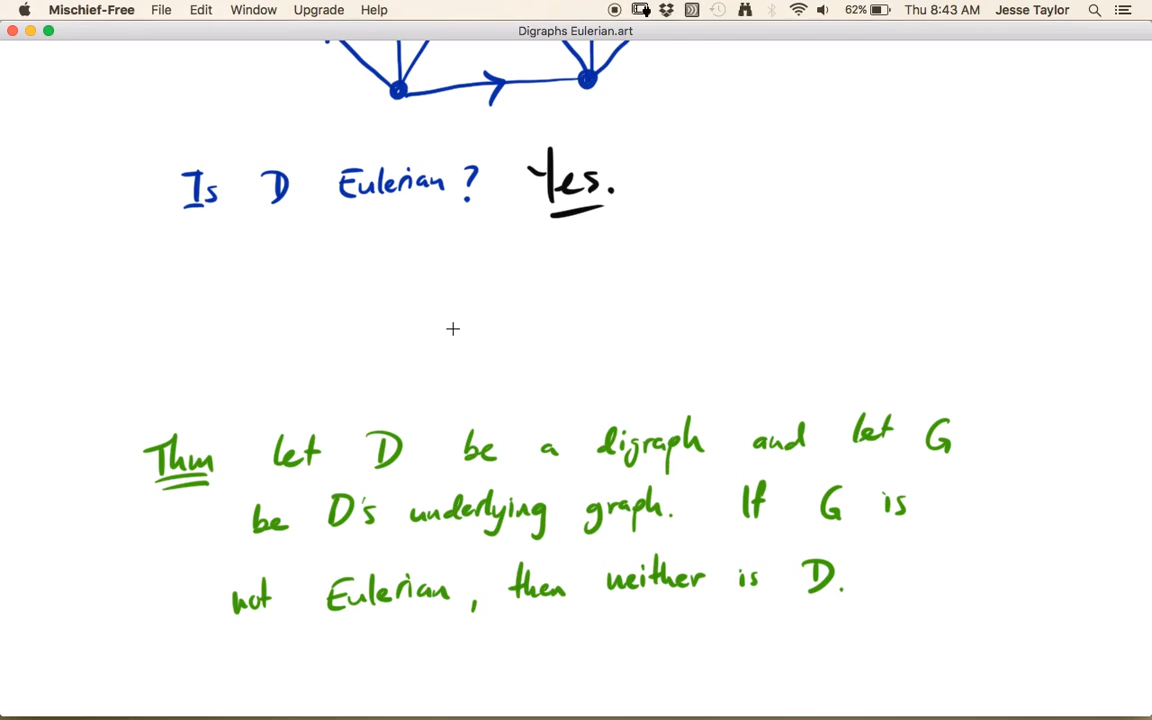 Mischief-Free File Edit Window Upgrade Help 62% Thu 8:43 AM Jesse Taylor
Digraphs Eulerian.art
Is D Eulerian? Yes.
Thm let D be a digraph and let G
be D's underlying graph. If G is
not Eulerian, then neither is D.